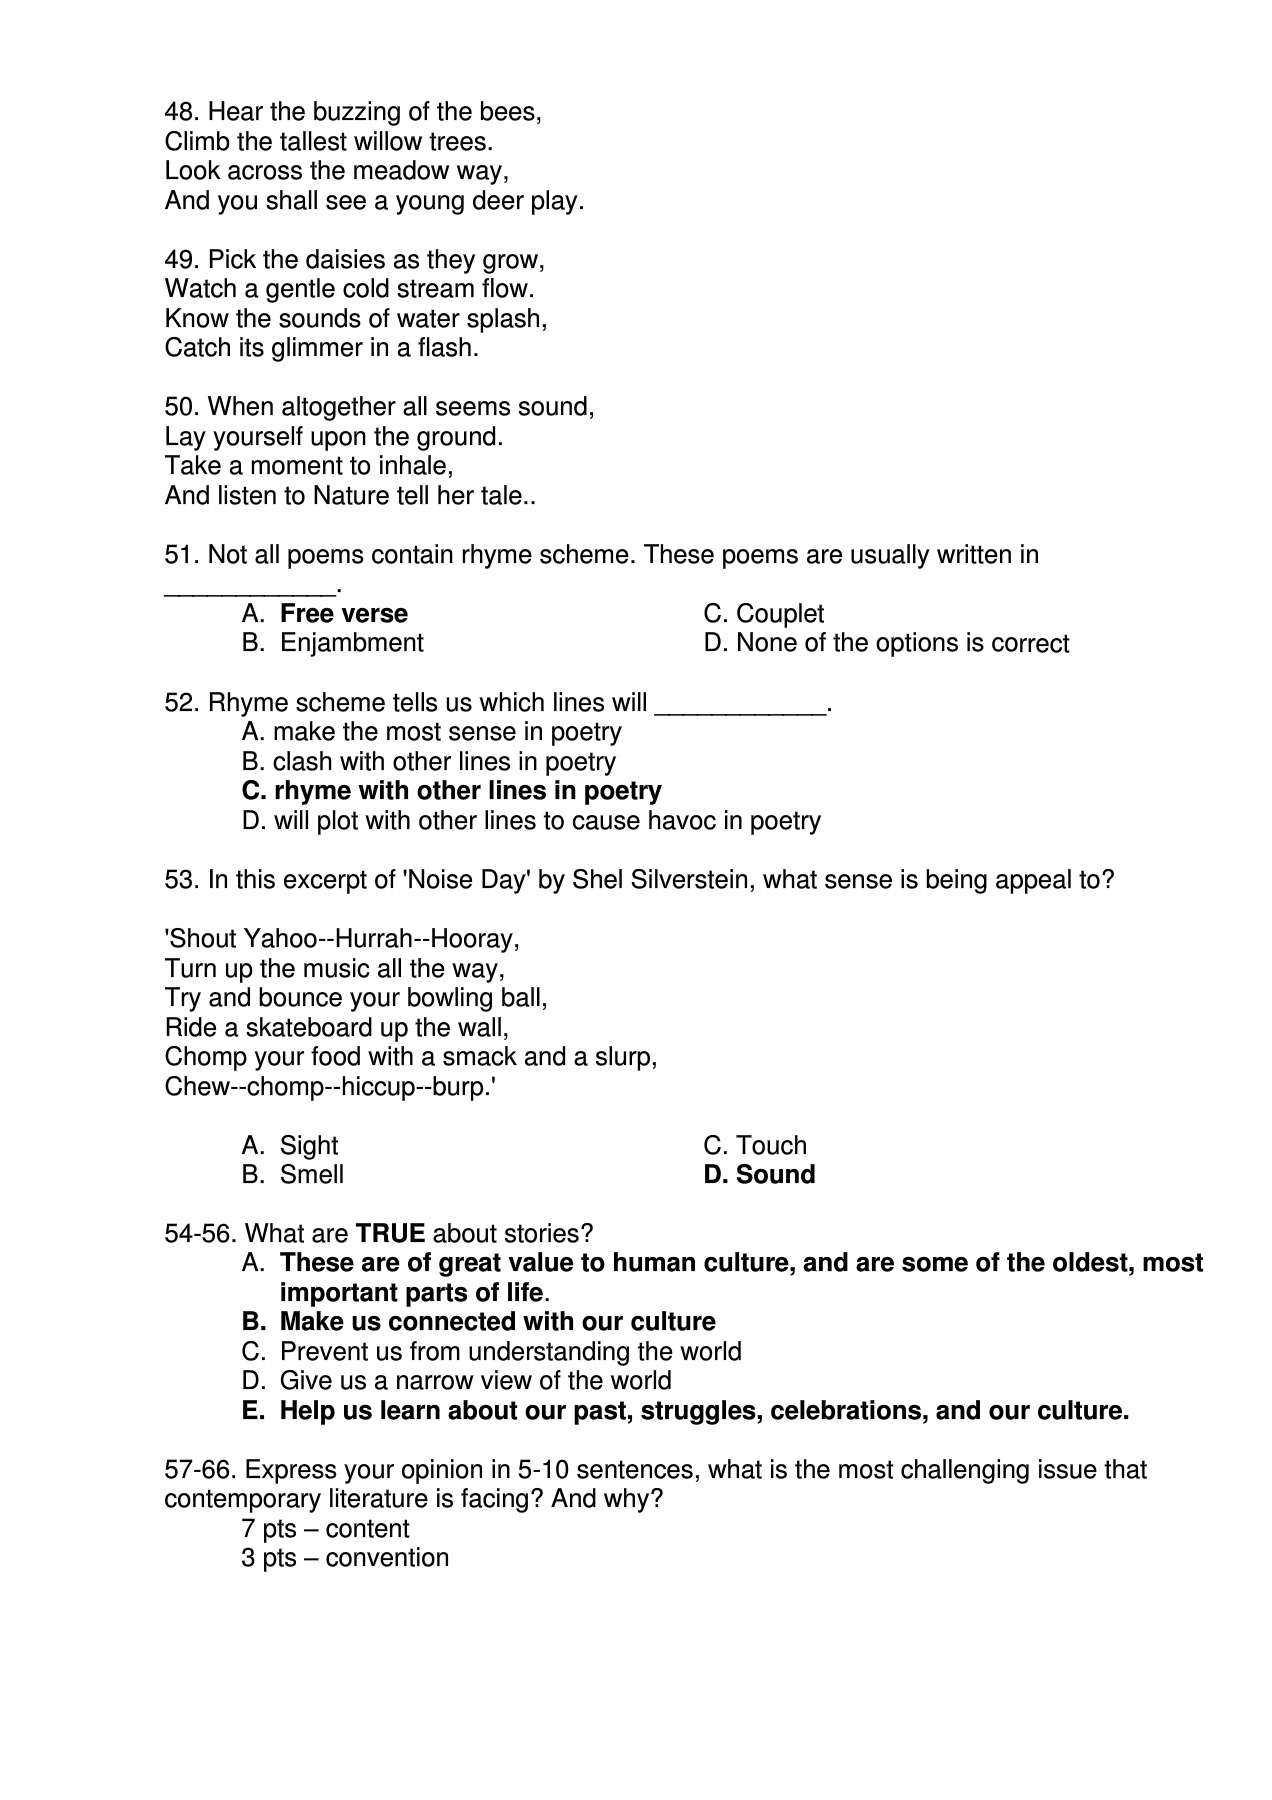 48. Hear the buzzing of the bees,
Climb the tallest willow trees.
Look across the meadow way,
And you shall see a young deer play.
49. Pick the daisies as they grow,
Watch a gentle cold stream flow.
Know the sounds of water splash,
Catch its glimmer in a flash.
50. When altogether all seems sound,
Lay yourself upon the ground.
Take a moment to inhale,
And listen to Nature tell her tale..
51. Not all poems contain rhyme scheme. These poems are usually written in
____________.
A. Free verse C. Couplet
B. Enjambment D. None of the options is correct
52. Rhyme scheme tells us which lines will ____________.
A. make the most sense in poetry
B. clash with other lines in poetry
C. rhyme with other lines in poetry
D. will plot with other lines to cause havoc in poetry
53. In this excerpt of 'Noise Day' by Shel Silverstein, what sense is being appeal to?
'Shout Yahoo--Hurrah--Hooray,
Turn up the music all the way,
Try and bounce your bowling ball,
Ride a skateboard up the wall,
Chomp your food with a smack and a slurp,
Chew--chomp--hiccup--burp.'
A. Sight C. Touch
B. Smell D. Sound
54-56. What are TRUE about stories?
A. These are of great value to human culture, and are some of the oldest, most
important parts of life.
B. Make us connected with our culture
C. Prevent us from understanding the world
D. Give us a narrow view of the world
E. Help us learn about our past, struggles, celebrations, and our culture.
57-66. Express your opinion in 5-10 sentences, what is the most challenging issue that
contemporary literature is facing? And why?
7 pts – content
3 pts – convention